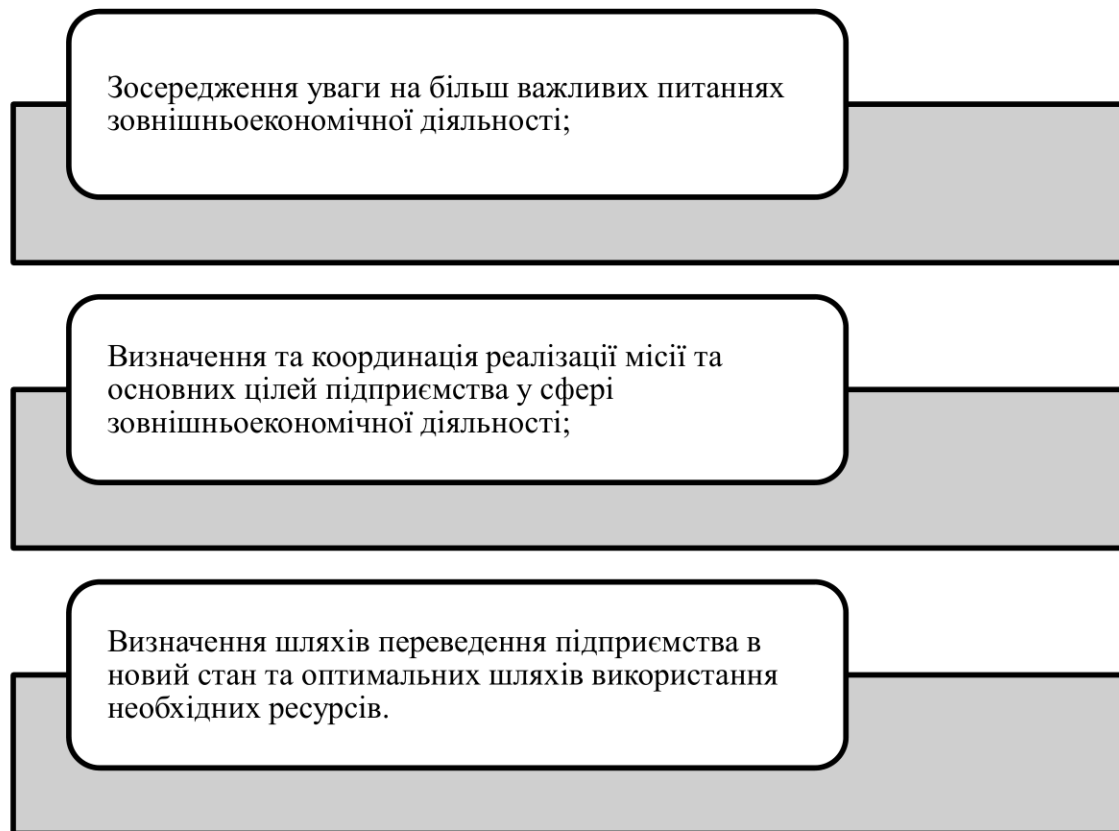 Зосередження уваги на більш важливих питаннях
зовнішньоекономічної діяльності;
Визначення та координація реалізації місії та
основних цілей підприємства у сфері
зовнішньоекономічної діяльності;
Визначення шляхів переведення підприємства в
новий стан та оптимальних шляхів використання
необхідних ресурсів.